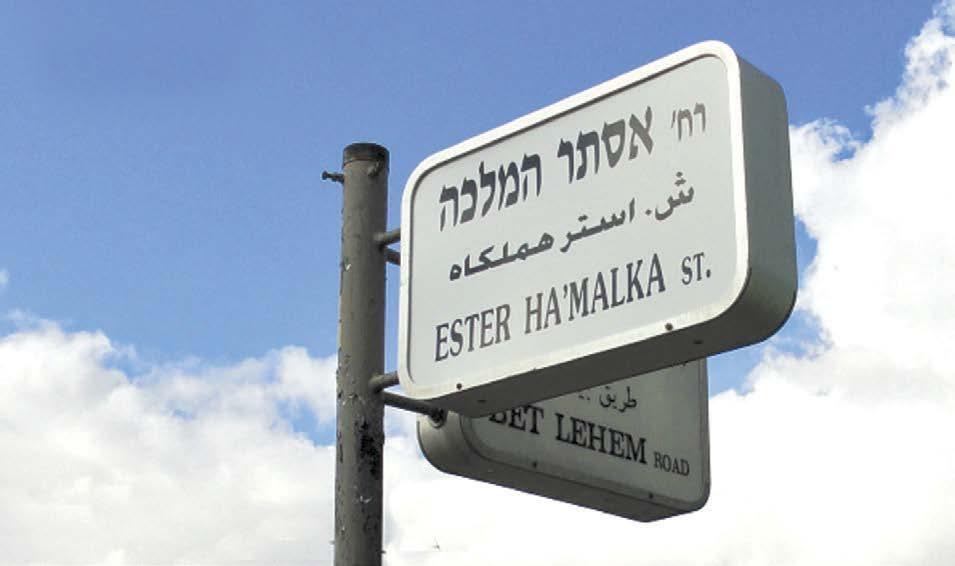 רח' אסתר המלכה
ش. استر هملكاه
ESTER HA'MALKA ST.
طريق
BET LEHEM ROAD